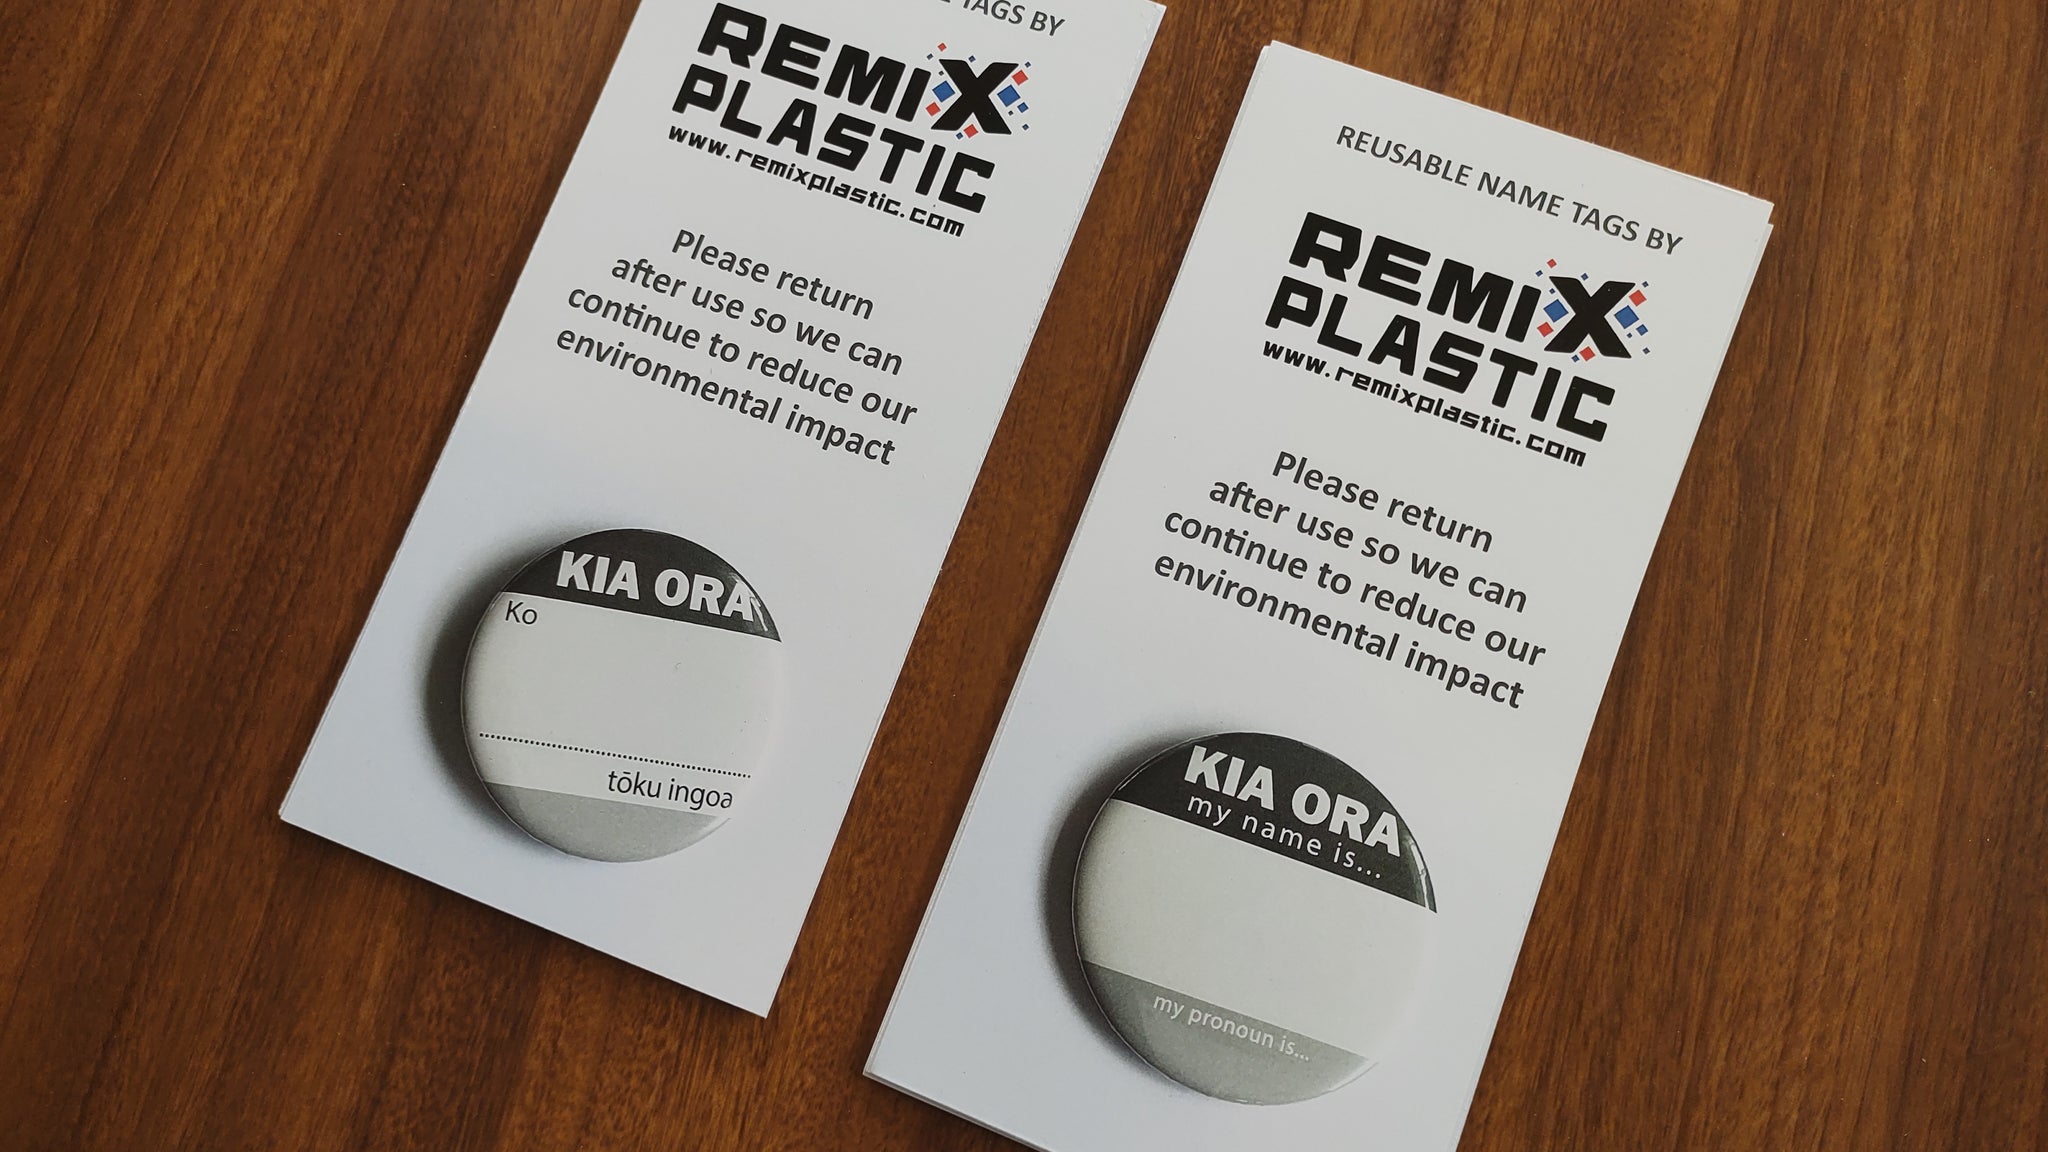 TAGS BY
REMIX
PLASTIC
www.remixplastic.com
Please return
after use so we can
continue to reduce our
environmental impact
KIA ORA
Ko
tōku ingoa
REUSABLE NAME TAGS BY
REMIX
PLASTIC
www.remixplastic.com
Please return
after use so we can
continue to reduce our
environmental impact
KIA ORA
my name is...
my pronoun is...